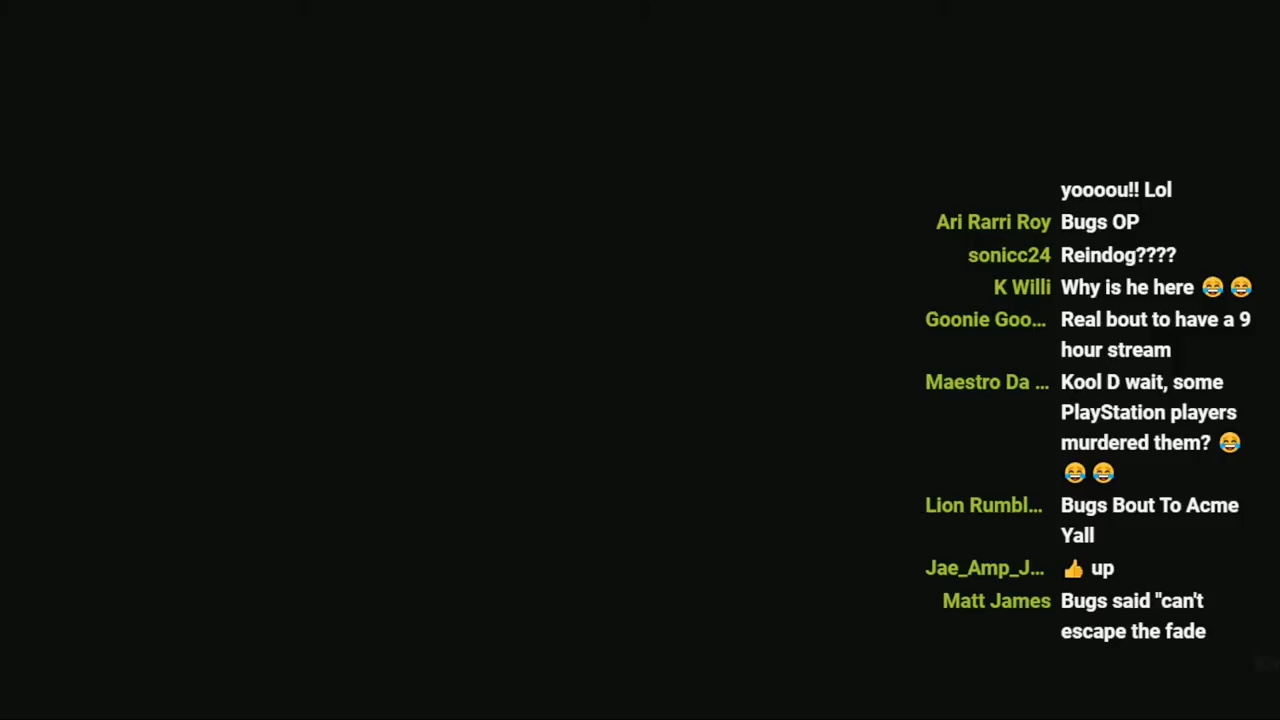 yoooou!! Lol
Ari Rarri Roy Bugs OP
sonicc24 Reindog????
K Willi Why is he here 😂 😂
Goonie Goo... Real bout to have a 9
hour stream
Maestro Da ... Kool D wait, some
PlayStation players
murdered them? 😂
😂 😂
Lion Rumbl... Bugs Bout To Acme
Yall
Jae_Amp_J... 👍 up
Matt James Bugs said "can't
escape the fade